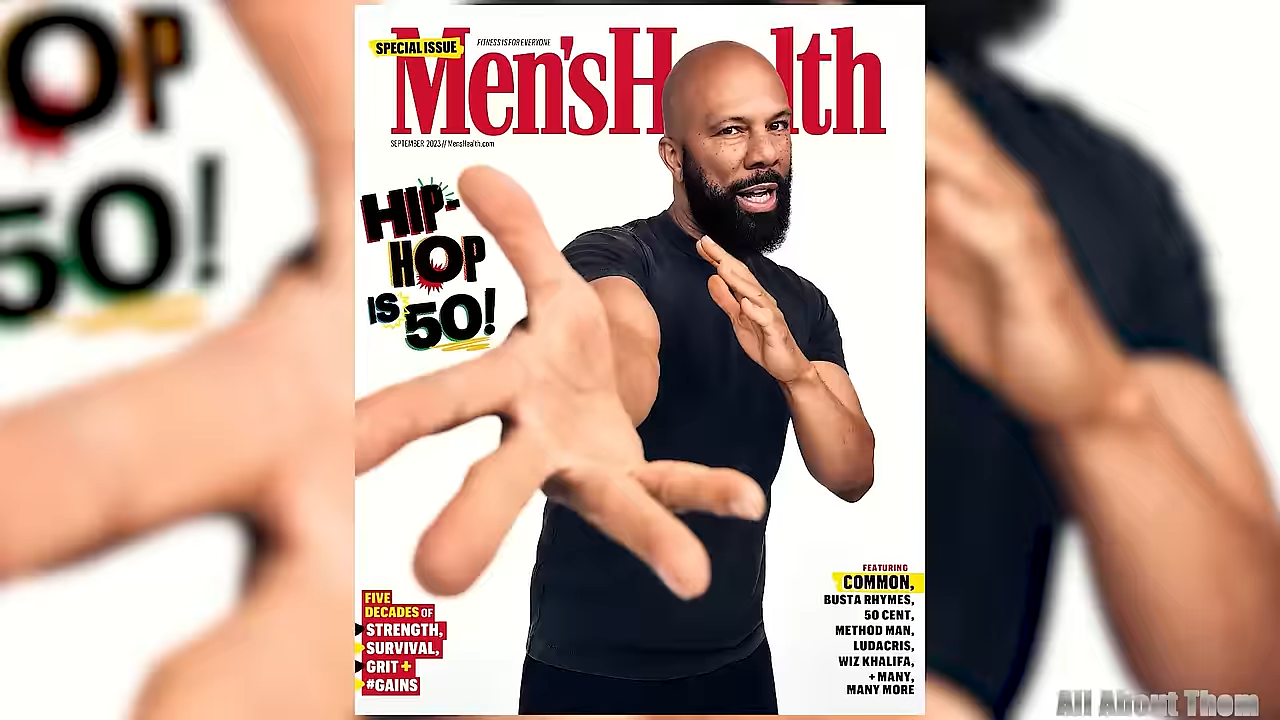 SPECIAL ISSUE
FITNESS IS FOR EVERYONE
Men'sHealth
SEPTEMBER 2023// MensHealth.com
HIP-
HOP
IS 50!
FIVE
DECADES OF
STRENGTH,
SURVIVAL,
GRIT +
#GAINS
FEATURING
COMMON,
BUSTA RHYMES,
50 CENT,
METHOD MAN,
LUDACRIS,
WIZ KHALIFA,
+ MANY,
MANY MORE
OP
50!
All About Them